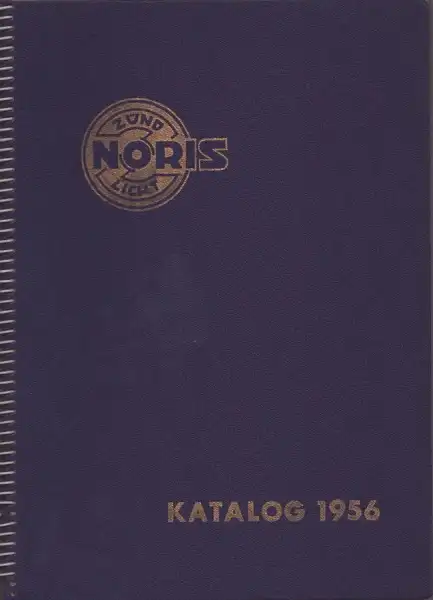 ZÜND
NORIS
LICHT
KATALOG 1956